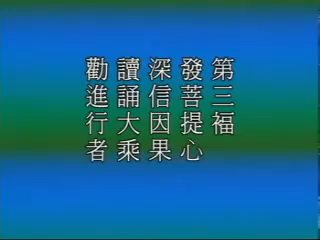 第三福
發菩提心
深信因果
讀誦大乘
勸進行者